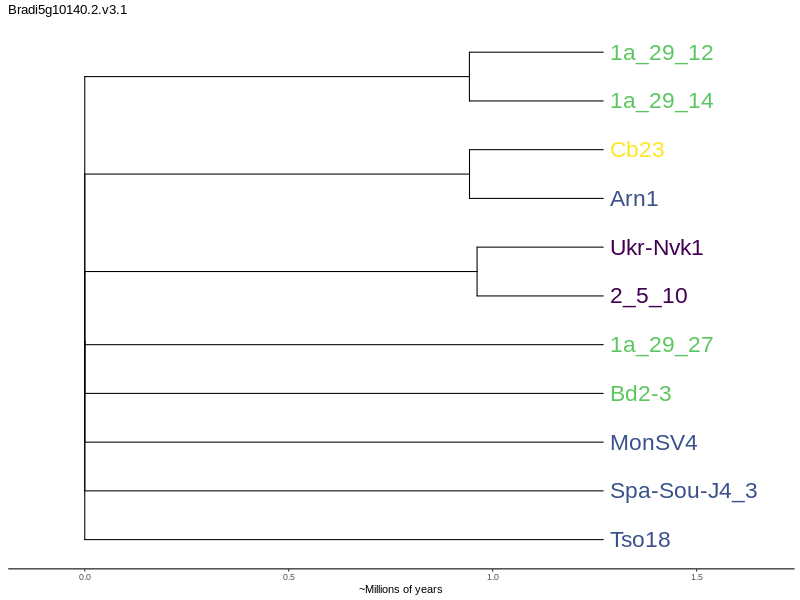 Bradi5g10140.2.v3.1
1a_29_12
1a_29_14
Cb23
Arn1
Ukr-Nvk1
2_5_10
1a_29_27
Bd2-3
MonSV4
Spa-Sou-J4_3
Tso18
0.0 0.5 1.0 1.5
~Millions of years